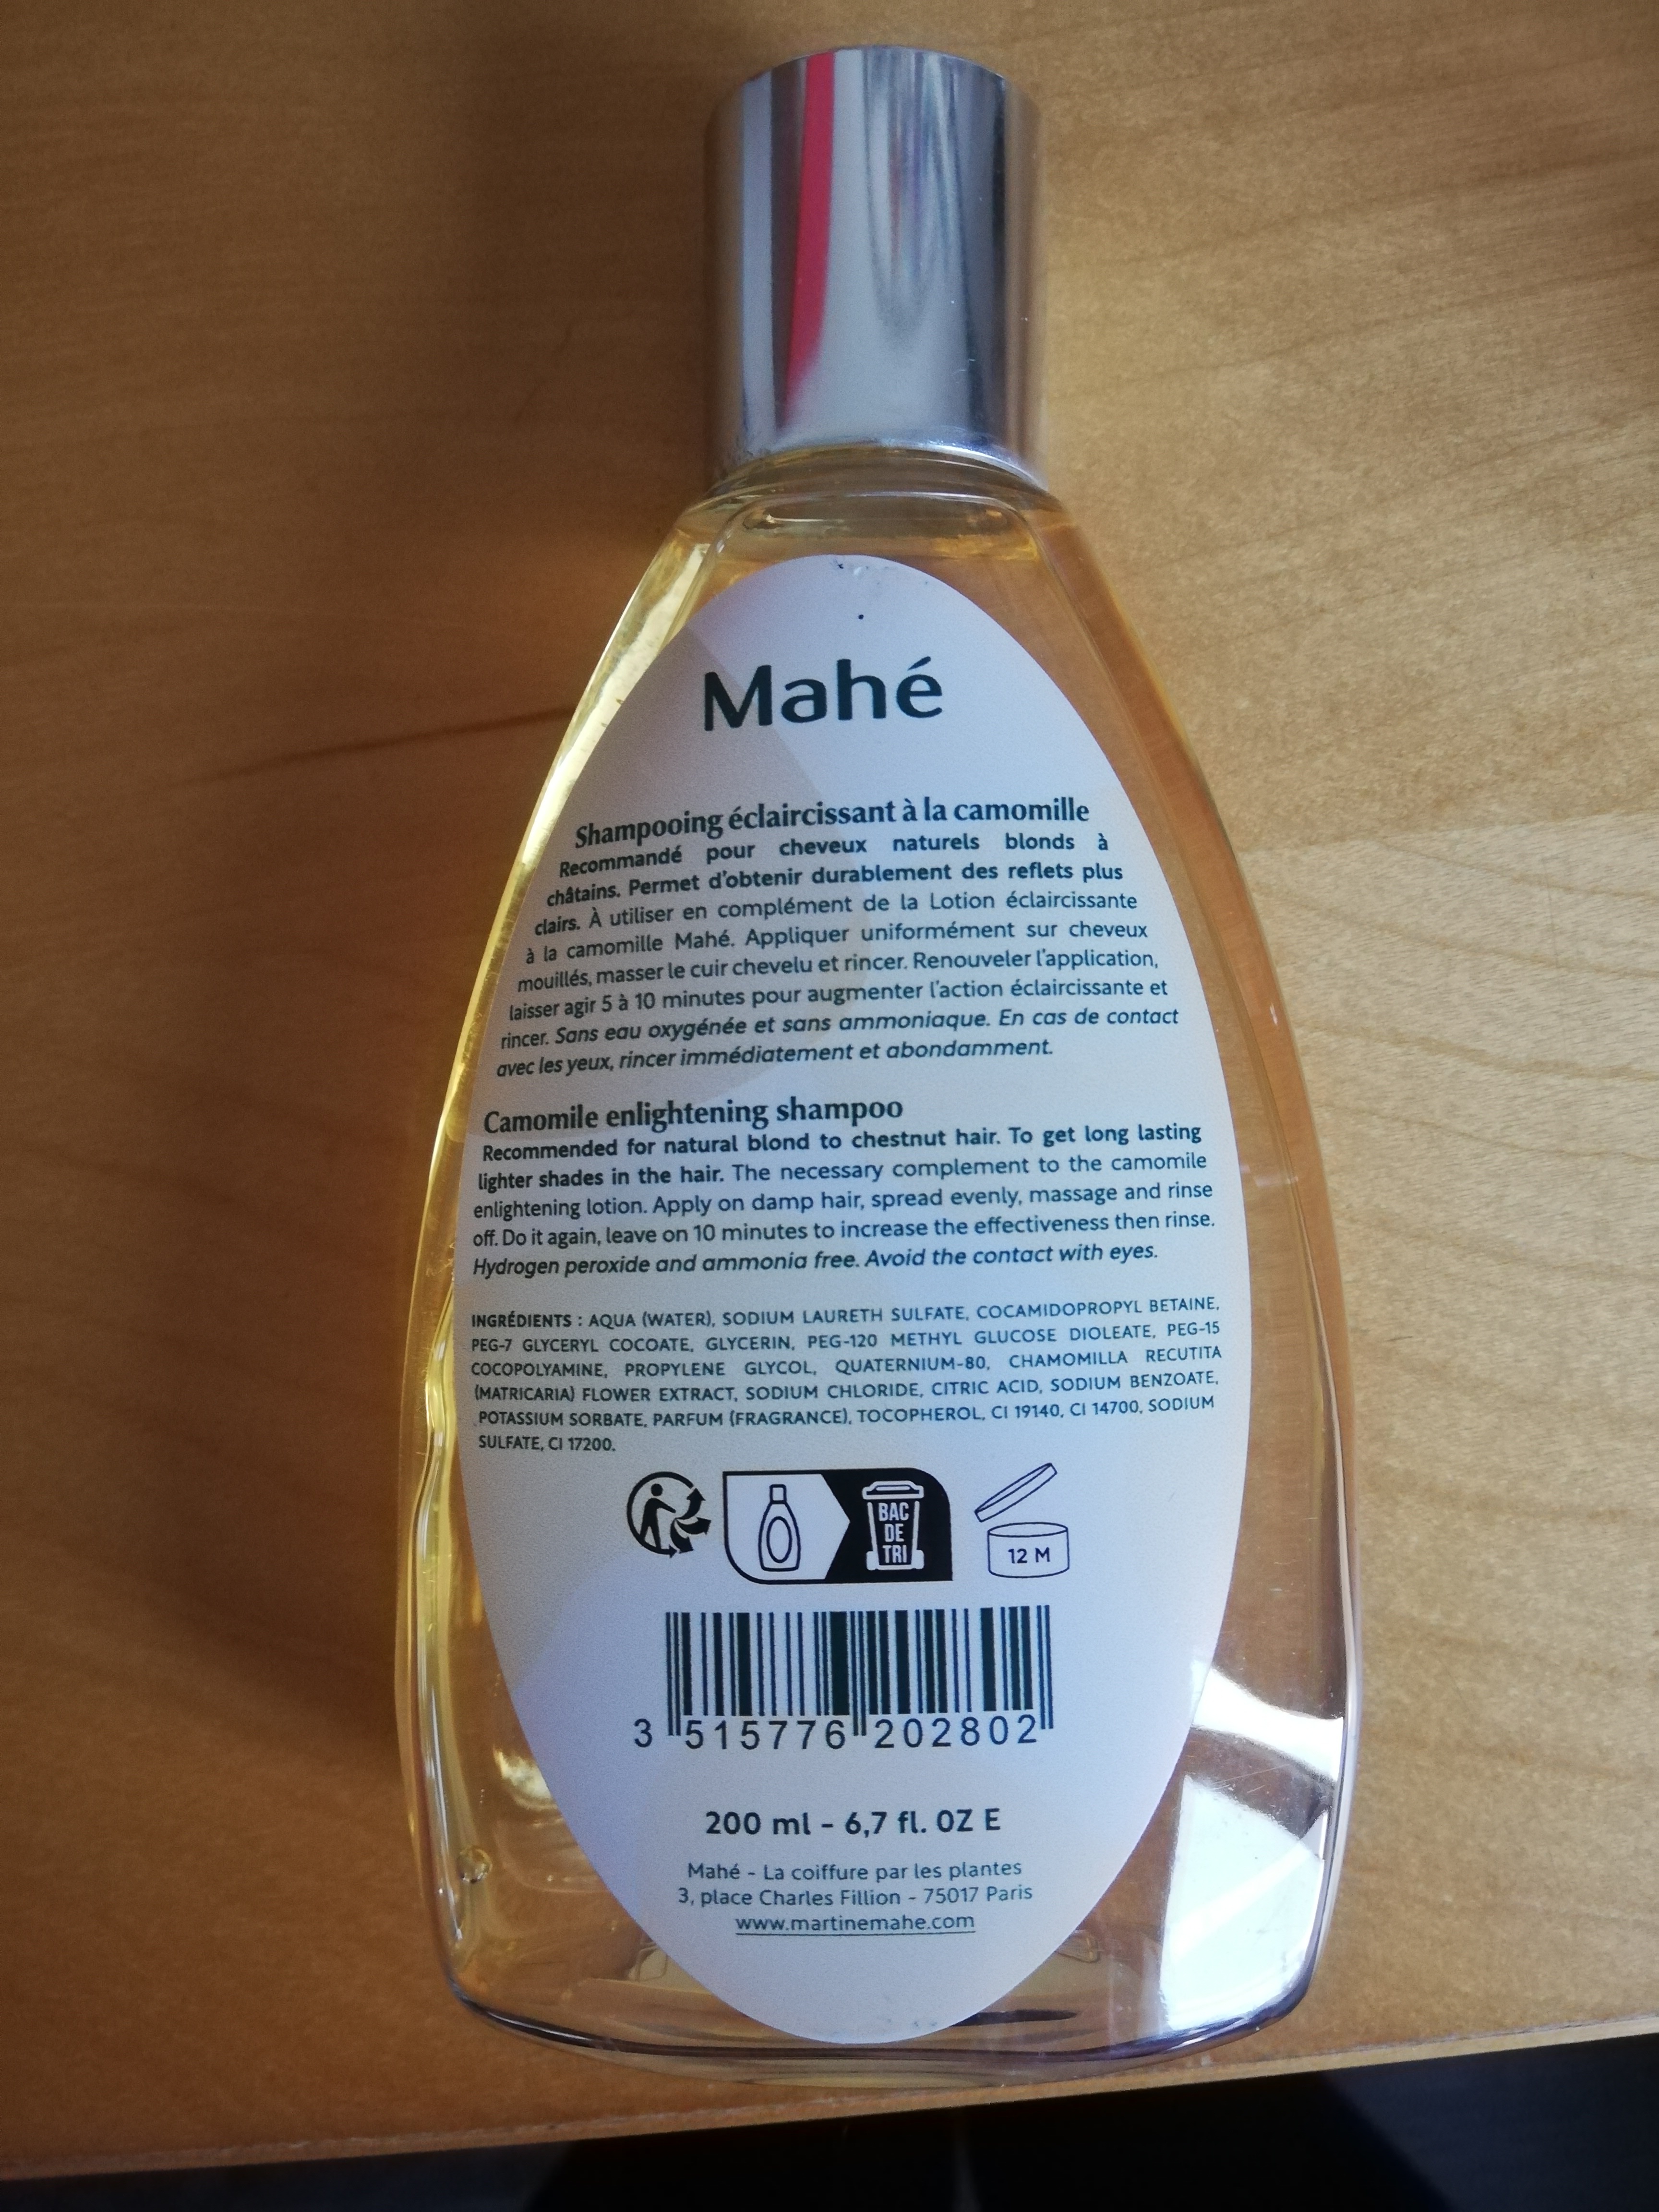 Mahé
Shampooing éclaircissant à la camomille
Recommandé pour cheveux naturels blonds à
châtains. Permet d'obtenir durablement des reflets plus
clairs. À utiliser en complément de la Lotion éclaircissante
à la camomille Mahé. Appliquer uniformément sur cheveux
mouillés, masser le cuir chevelu et rincer. Renouveler l'application,
laisser agir 5 à 10 minutes pour augmenter l'action éclaircissante et
rincer. Sans eau oxygénée et sans ammoniaque. En cas de contact
avec les yeux, rincer immédiatement et abondamment.
Camomile enlightening shampoo
Recommended for natural blond to chestnut hair. To get long lasting
lighter shades in the hair. The necessary complement to the camomile
enlightening lotion. Apply on damp hair, spread evenly, massage and rinse
off. Do it again, leave on 10 minutes to increase the effectiveness then rinse.
Hydrogen peroxide and ammonia free. Avoid the contact with eyes.
INGRÉDIENTS : AQUA (WATER), SODIUM LAURETH SULFATE, COCAMIDOPROPYL BETAINE,
PEG-7 GLYCERYL COCOATE, GLYCERIN, PEG-120 METHYL GLUCOSE DIOLEATE, PEG-15
COCOPOLYAMINE, PROPYLENE GLYCOL, QUATERNIUM-80, CHAMOMILLA RECUTITA
(MATRICARIA) FLOWER EXTRACT, SODIUM CHLORIDE, CITRIC ACID, SODIUM BENZOATE,
POTASSIUM SORBATE, PARFUM (FRAGRANCE), TOCOPHEROL, CI 19140, CI 14700, SODIUM
SULFATE, CI 17200.
BAC
DE
TRI
12 M
3 515776 202802
200 ml - 6,7 fl. OZ E
Mahé - La coiffure par les plantes
3, place Charles Fillion - 75017 Paris
www.martinemahe.com